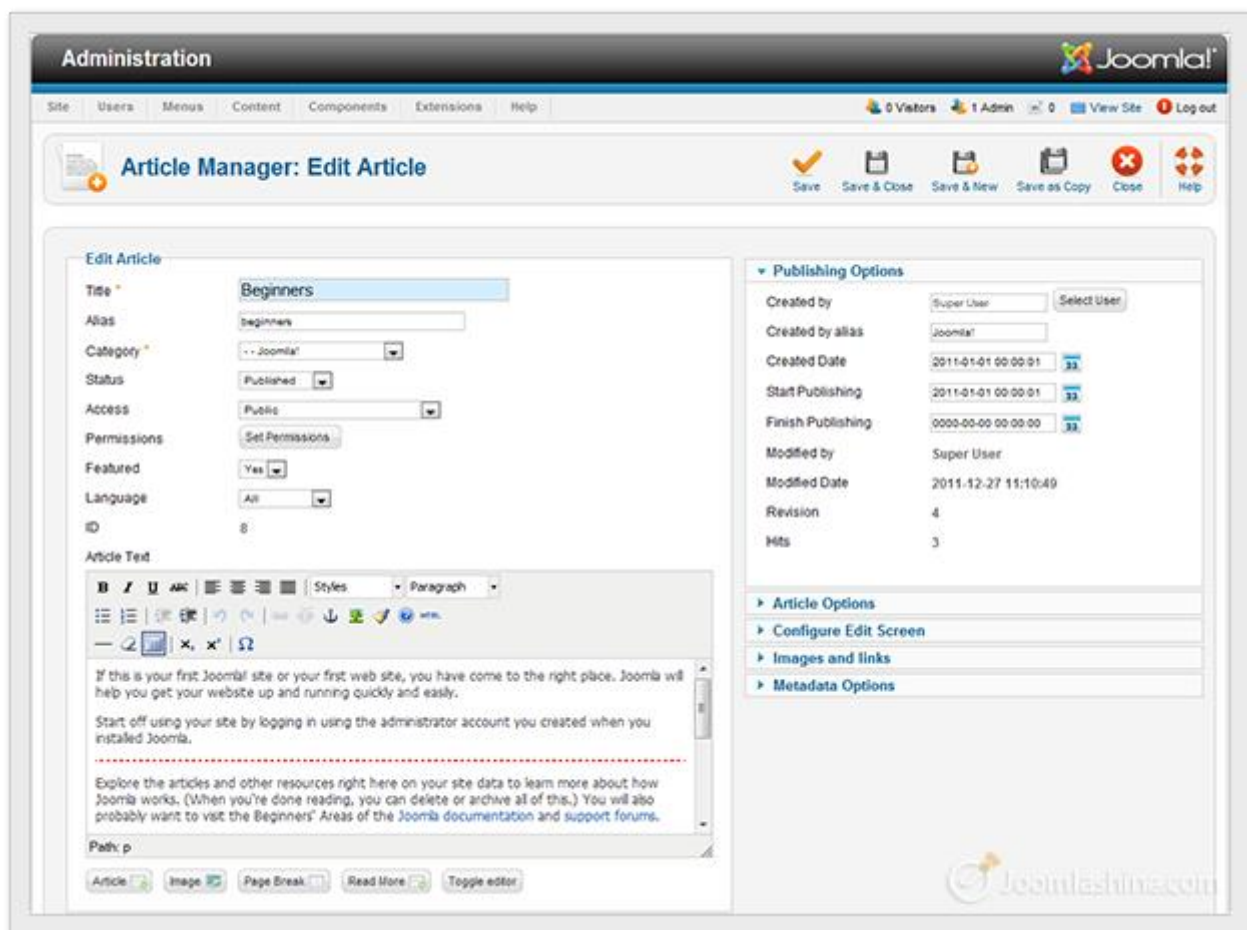 Administration
Joomla!
Site Users Menus Content Components Extensions Help
0 Visitors 1 Admin 0 View Site Log out
Article Manager: Edit Article
Save Save & Close Save & New Save as Copy Close Help
Edit Article
Title * Beginners
Alias beginners
Category * - - Joomla!
Status Published
Access Public
Permissions Set Permissions
Featured Yes
Language All
ID 8
Article Text
B I U ABC Styles Paragraph
HTML
If this is your first Joomla! site or your first web site, you have come to the right place. Joomla will
help you get your website up and running quickly and easily.
Start off using your site by logging in using the administrator account you created when you
installed Joomla.
Explore the articles and other resources right here on your site data to learn more about how
Joomla works. (When you're done reading, you can delete or archive all of this.) You will also
probably want to visit the Beginners' Areas of the Joomla documentation and support forums.
Path: p
Article Image Page Break Read More Toggle editor
Publishing Options
Created by Super User Select User
Created by alias Joomla!
Created Date 2011-01-01 00:00:01 23
Start Publishing 2011-01-01 00:00:01 23
Finish Publishing 0000-00-00 00:00:00 23
Modified by Super User
Modified Date 2011-12-27 11:10:49
Revision 4
Hits 3
Article Options
Configure Edit Screen
Images and links
Metadata Options
Joomlashine.com